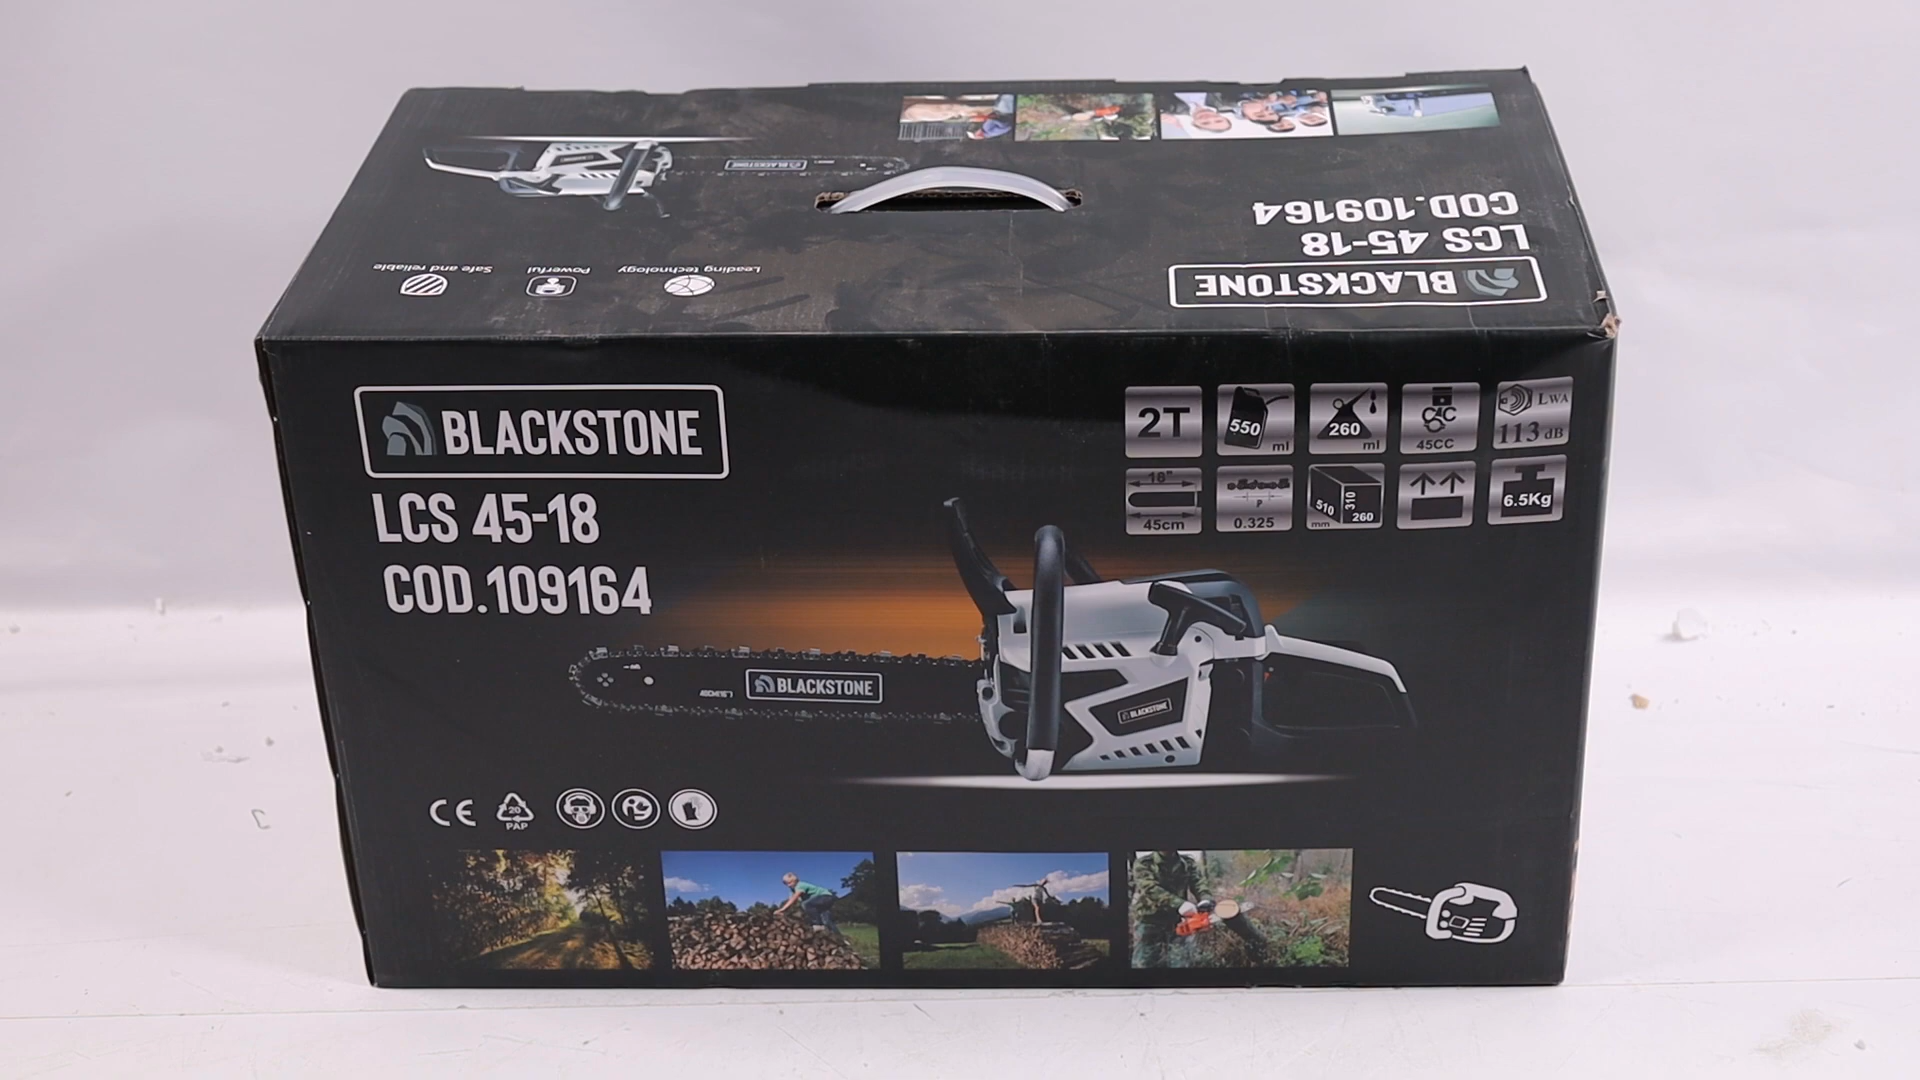 BLACKSTONE
Safe and reliable
Powerful
Leading technology
COD.109164
LCS 45-18
BLACKSTONE
BLACKSTONE
LCS 45-18
COD.109164
2T
550 ml
260 ml
45CC
LWA
113 dB
18"
45cm
P
0.325
510
310
260
mm
6.5Kg
BLACKSTONE
BLACKSTONE
CE
20
PAP